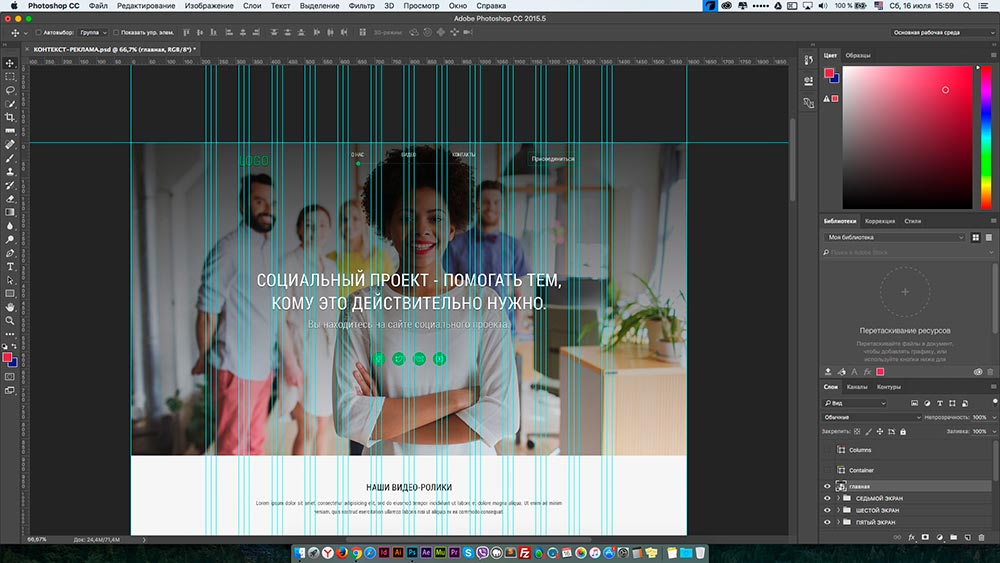 Photoshop CC Файл Редактирование Изображение Слои Текст Выделение Фильтр 3D Просмотр Окно Справка 100 % Сб, 16 июля 15:59
Adobe Photoshop CC 2015.5
Автовыбор: Группа Показать упр. элем. 3D-режим: Основная рабочая среда
КОНТЕКСТ-РЕКЛАМА.psd @ 66,7% (главная, RGB/8*) *
Цвет Образцы
LOGO О НАС ВИДЕО КОНТАКТЫ Присоединиться
СОЦИАЛЬНЫЙ ПРОЕКТ - ПОМОГАТЬ ТЕМ,
КОМУ ЭТО ДЕЙСТВИТЕЛЬНО НУЖНО.
Вы находитесь на сайте социального проекта.
НАШИ ВИДЕО-РОЛИКИ
Lorem ipsum dolor sit amet, consectetur adipiscing elit, sed do eiusmod tempor incididunt ut labore et dolore magna aliqua. Ut enim ad minim
veniam, quis nostrud exercitation ullamco laboris nisi ut aliquip ex ea commodo consequat.
Библиотеки Коррекция Стили
Моя библиотека
Поиск в Adobe Stock
Перетаскивание ресурсов
Перетаскивайте графику в документ,
чтобы добавлять графику, или
используйте кнопки ниже для
Слои Каналы Контуры
Вид
Обычные Непрозрачность: 100%
Закрепить: Заливка: 100%
Columns
Container
главная
СЕДЬМОЙ ЭКРАН
ШЕСТОЙ ЭКРАН
ПЯТЫЙ ЭКРАН
66,67% Док: 24,4M/71,4M